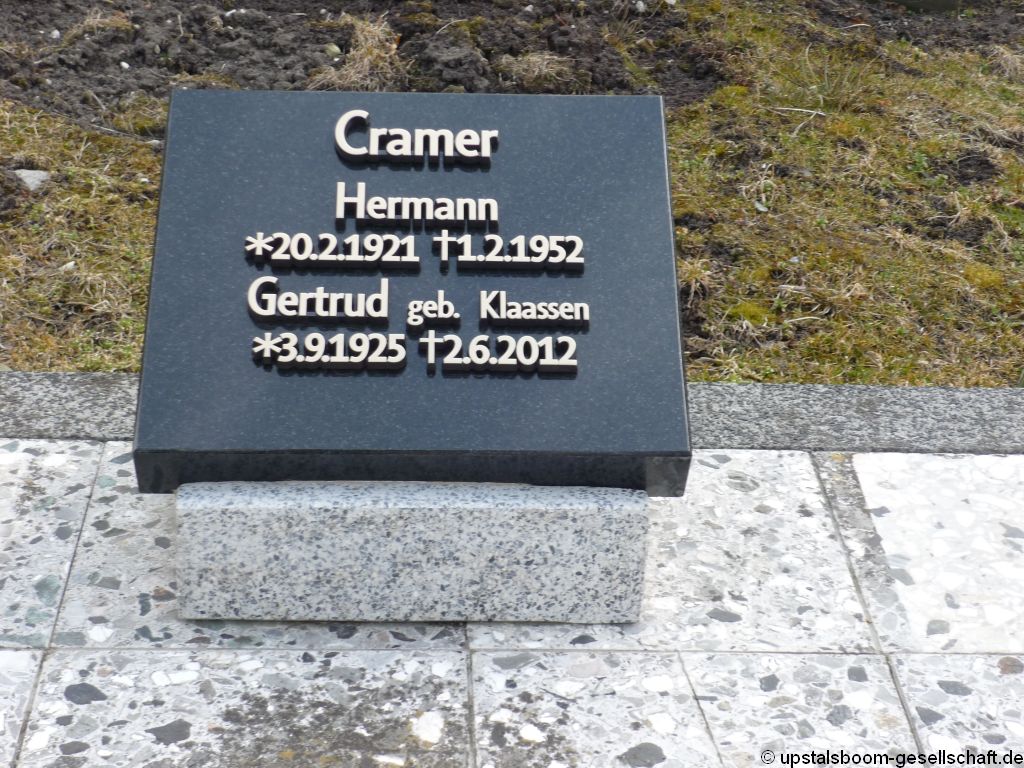 Cramer
Hermann
*20.2.1921 †1.2.1952
Gertrud geb. Klaassen
*3.9.1925 †2.6.2012
© upstalsboom-gesellschaft.de